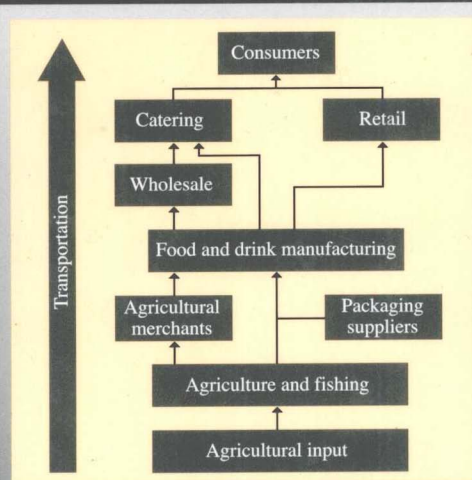 Consumers
Catering
Retail
Wholesale
Food and drink manufacturing
Agricultural
merchants
Packaging
suppliers
Agriculture and fishing
Agricultural input
Transportation